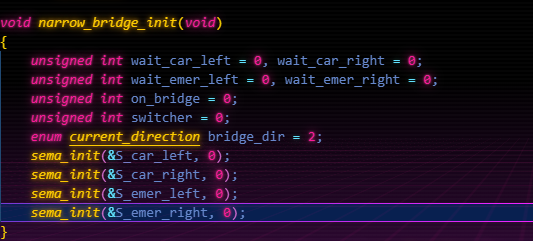 void narrow_bridge_init(void)
{
unsigned int wait_car_left = 0, wait_car_right = 0;
unsigned int wait_emer_left = 0, wait_emer_right = 0;
unsigned int on_bridge = 0;
unsigned int switcher = 0;
enum current_direction bridge_dir = 2;
sema_init(&S_car_left, 0);
sema_init(&S_car_right, 0);
sema_init(&S_emer_left, 0);
sema_init(&S_emer_right, 0);
}